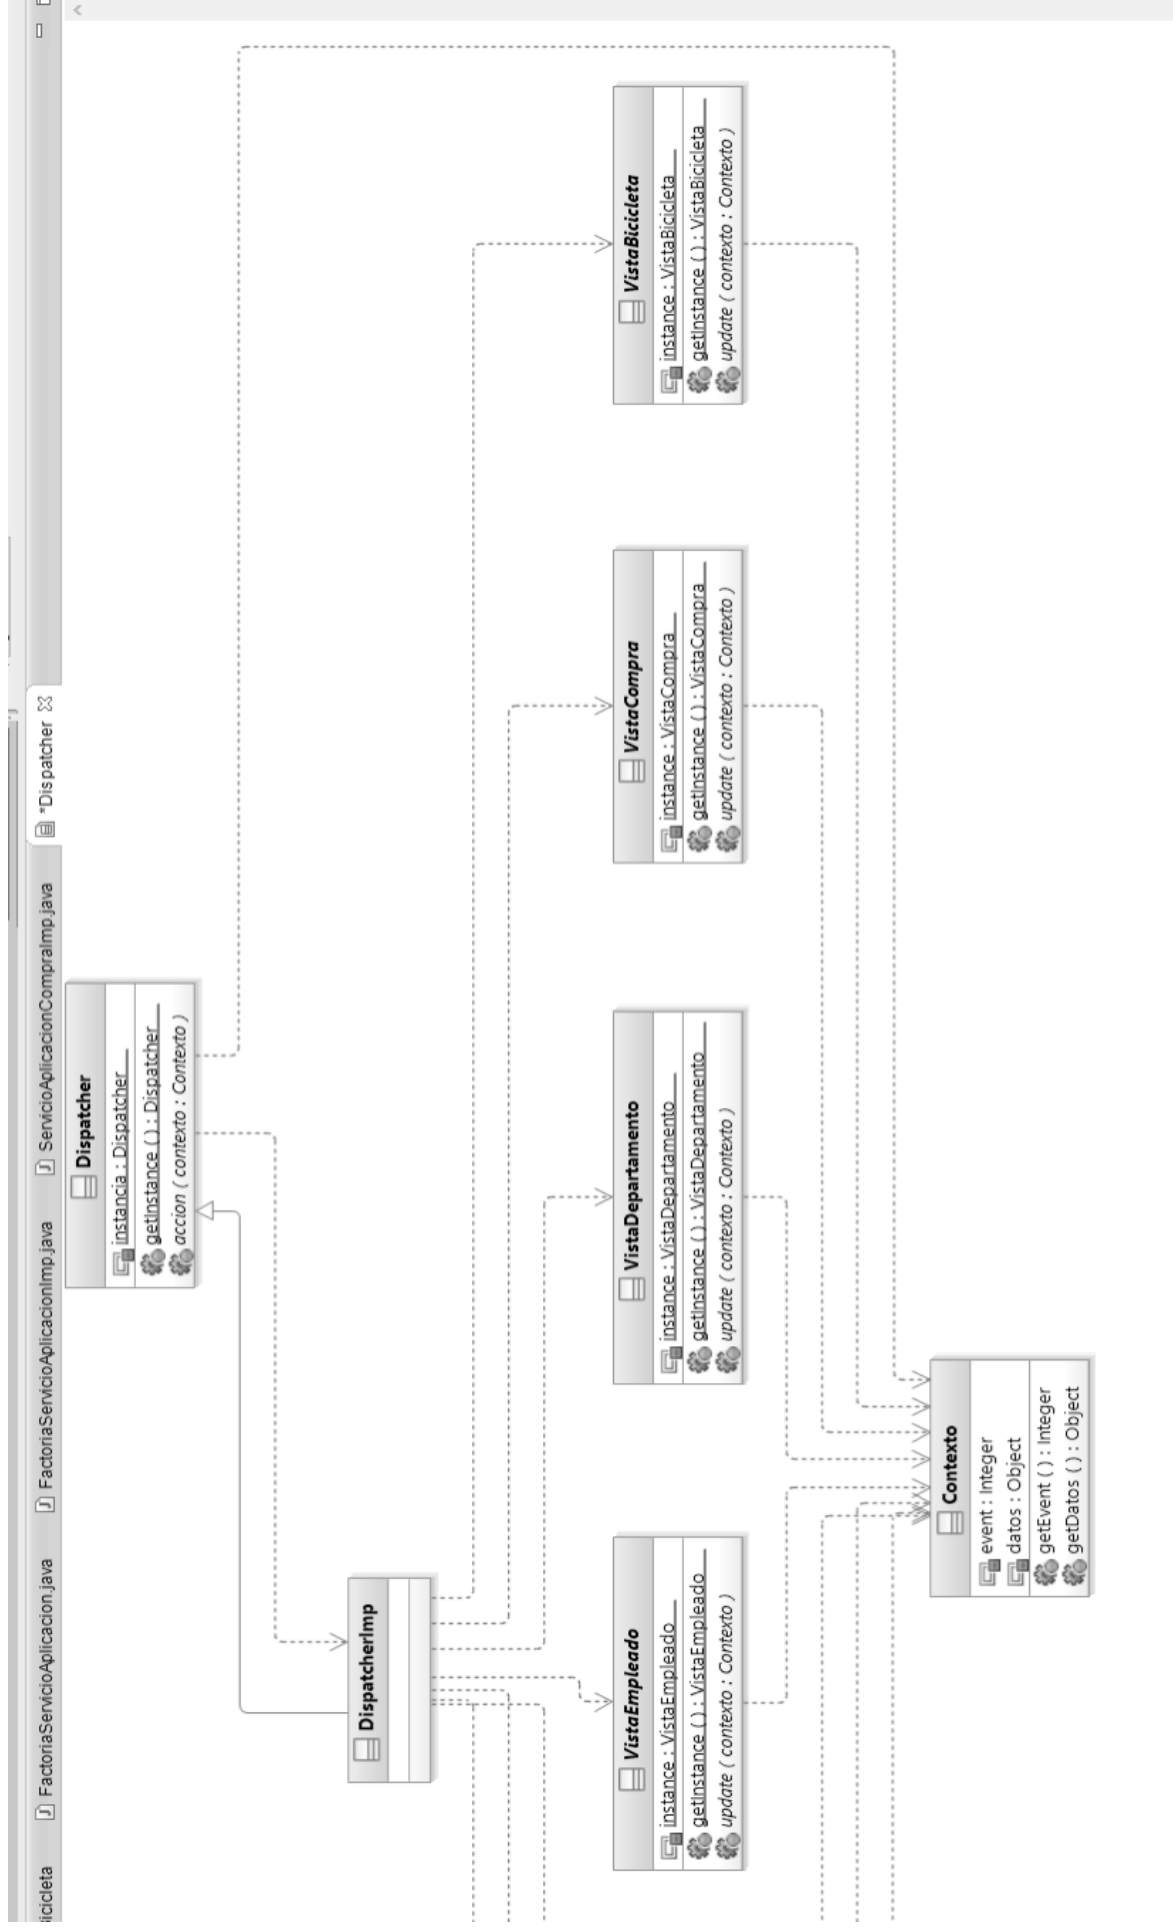 icicleta
FactoriaServicioAplicacion.java
FactoriaServicioAplicacionImp.java
ServicioAplicacionCompraImp.java
*Dispatcher
Dispatcher
instancia : Dispatcher
getInstance ( ) : Dispatcher
accion ( contexto : Contexto )
DispatcherImp
VistaEmpleado
instance : VistaEmpleado
getInstance ( ) : VistaEmpleado
update ( contexto : Contexto )
VistaDepartamento
instance : VistaDepartamento
getInstance ( ) : VistaDepartamento
update ( contexto : Contexto )
VistaCompra
instance : VistaCompra
getInstance ( ) : VistaCompra
update ( contexto : Contexto )
VistaBicicleta
instance : VistaBicicleta
getInstance ( ) : VistaBicicleta
update ( contexto : Contexto )
Contexto
event : Integer
datos : Object
getEvent ( ) : Integer
getDatos ( ) : Object